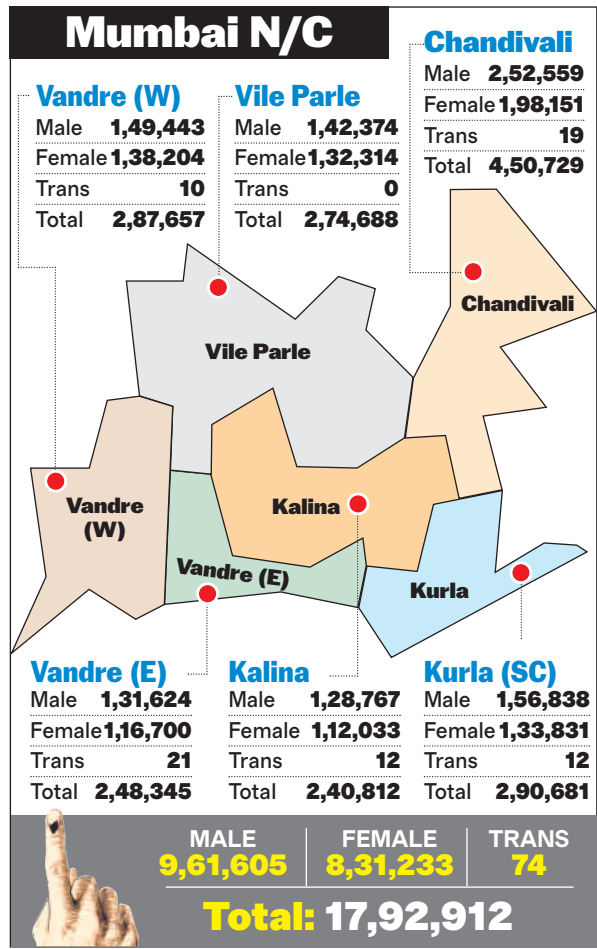 Mumbai N/C
Vandre (W)
Male 1,49,443
Female 1,38,204
Trans 10
Total 2,87,657
Vile Parle
Male 1,42,374
Female 1,32,314
Trans 0
Total 2,74,688
Chandivali
Male 2,52,559
Female 1,98,151
Trans 19
Total 4,50,729
Chandivali
Vile Parle
Vandre
(W)
Kalina
Vandre (E)
Kurla
Vandre (E)
Male 1,31,624
Female 1,16,700
Trans 21
Total 2,48,345
Kalina
Male 1,28,767
Female 1,12,033
Trans 12
Total 2,40,812
Kurla (SC)
Male 1,56,838
Female 1,33,831
Trans 12
Total 2,90,681
MALE
9,61,605
FEMALE
8,31,233
TRANS
74
Total: 17,92,912